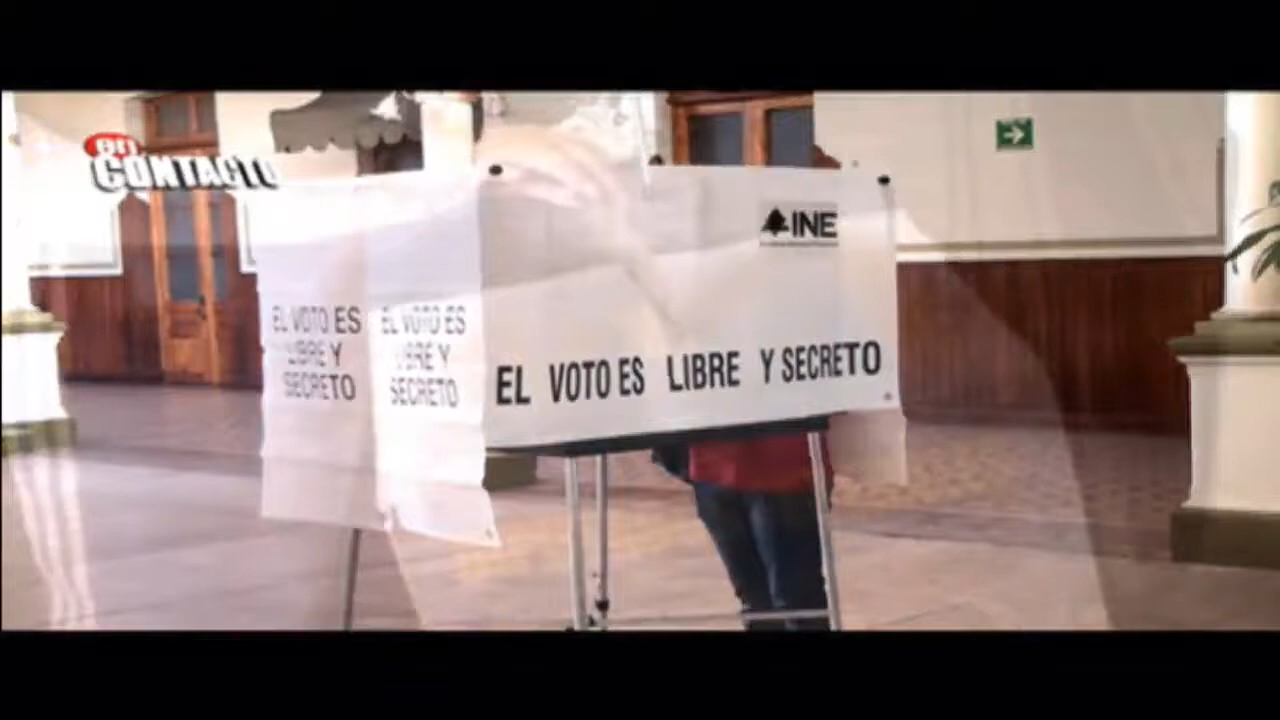 en
CONTACTO
INE
EL VOTO ES LIBRE Y SECRETO
EL VOTO ES
LIBRE Y
SECRETO
EL VOTO ES
LIBRE Y
SECRETO